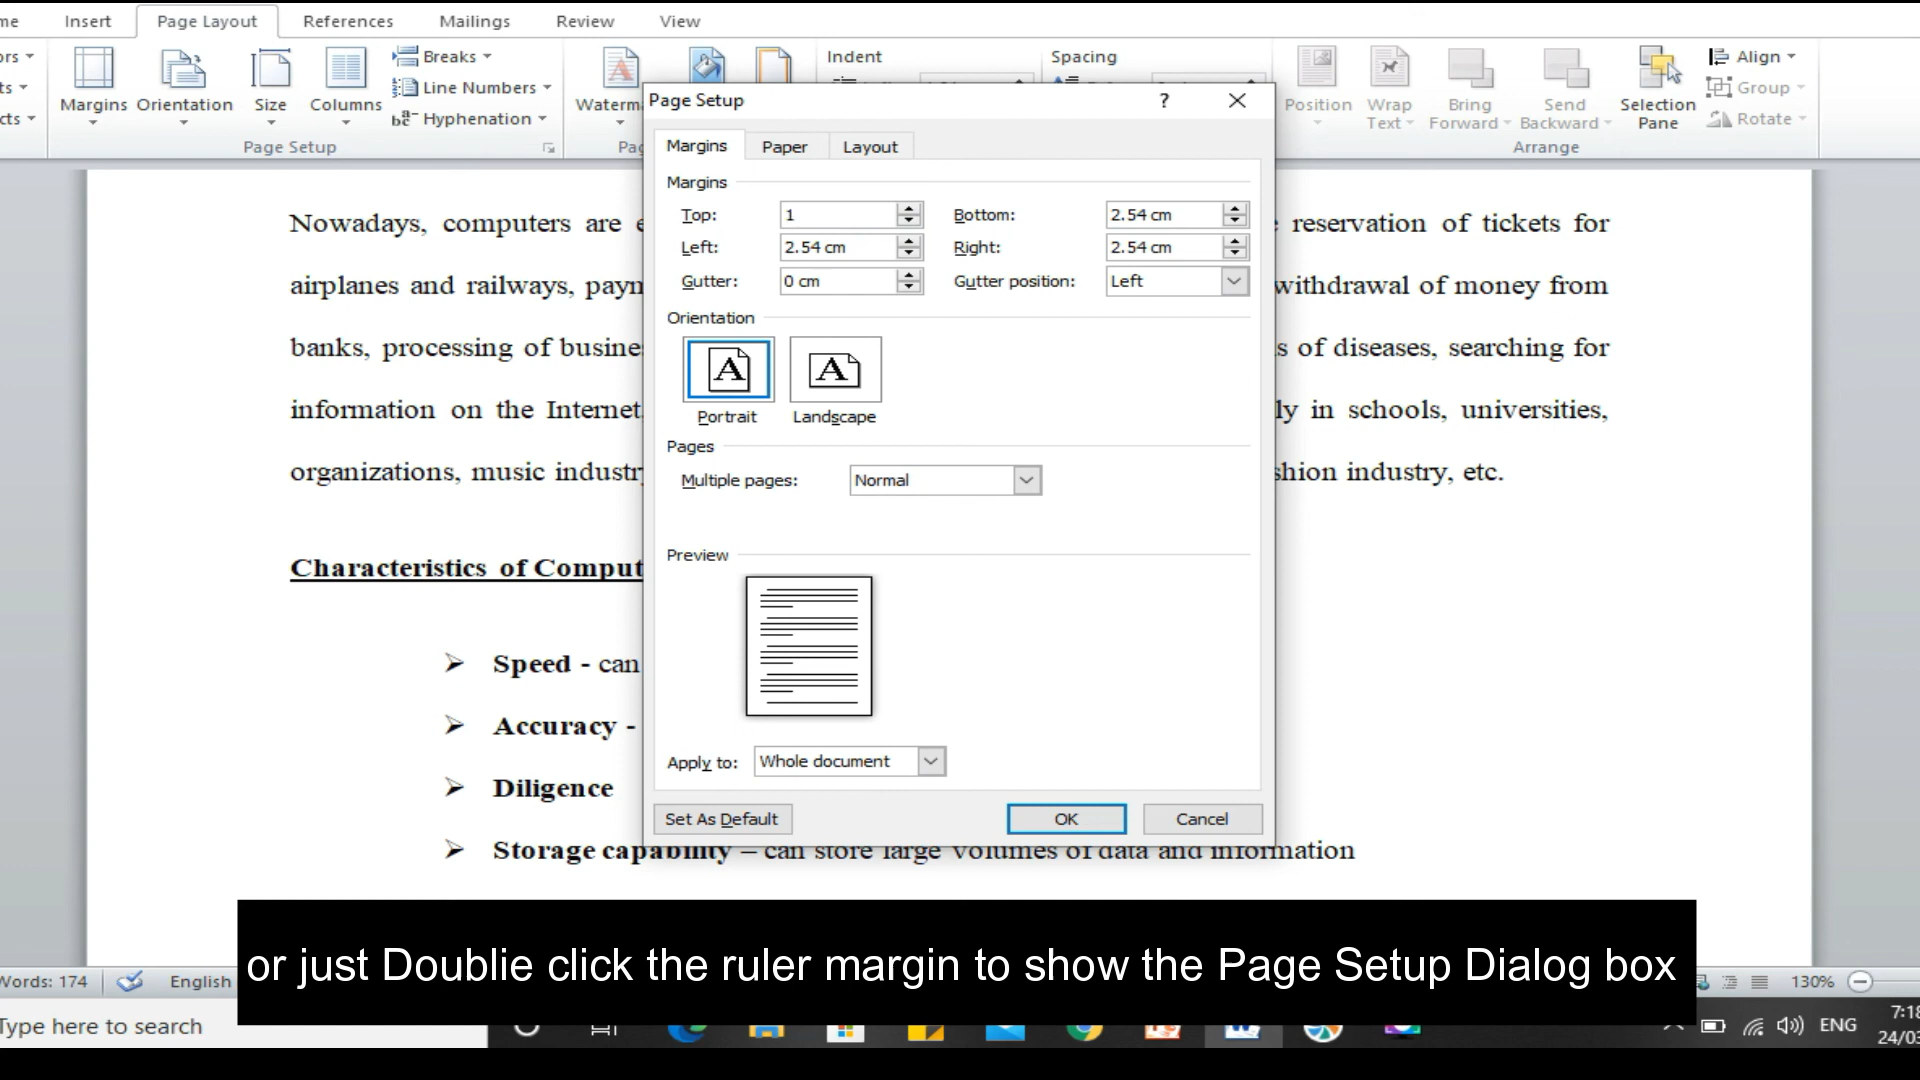 me Insert Page Layout References Mailings Review View
Margins Orientation Size Columns Breaks
Line Numbers
Hyphenation
Page Setup
Indent Spacing
Position Wrap Text Bring Forward Send Backward Selection Pane
Align
Group
Rotate
Arrange
Page Setup ?
Margins Paper Layout
Margins
Top: 1 Bottom: 2.54 cm
Left: 2.54 cm Right: 2.54 cm
Gutter: 0 cm Gutter position: Left
Orientation
A A
Portrait Landscape
Pages
Multiple pages: Normal
Preview
Apply to: Whole document
Set As Default OK Cancel
Nowadays, computers are reservation of tickets for
airplanes and railways, withdrawal of money from
banks, processing of of diseases, searching for
information on the Internet in schools, universities,
organizations, music industry, etc.
Characteristics of
Speed - can
Accuracy -
Diligence
Storage capability – can store large volumes of data and information
or just Doublie click the ruler margin to show the Page Setup Dialog box
Words: 174 English 130%
Type here to search ENG 7:18
24/03